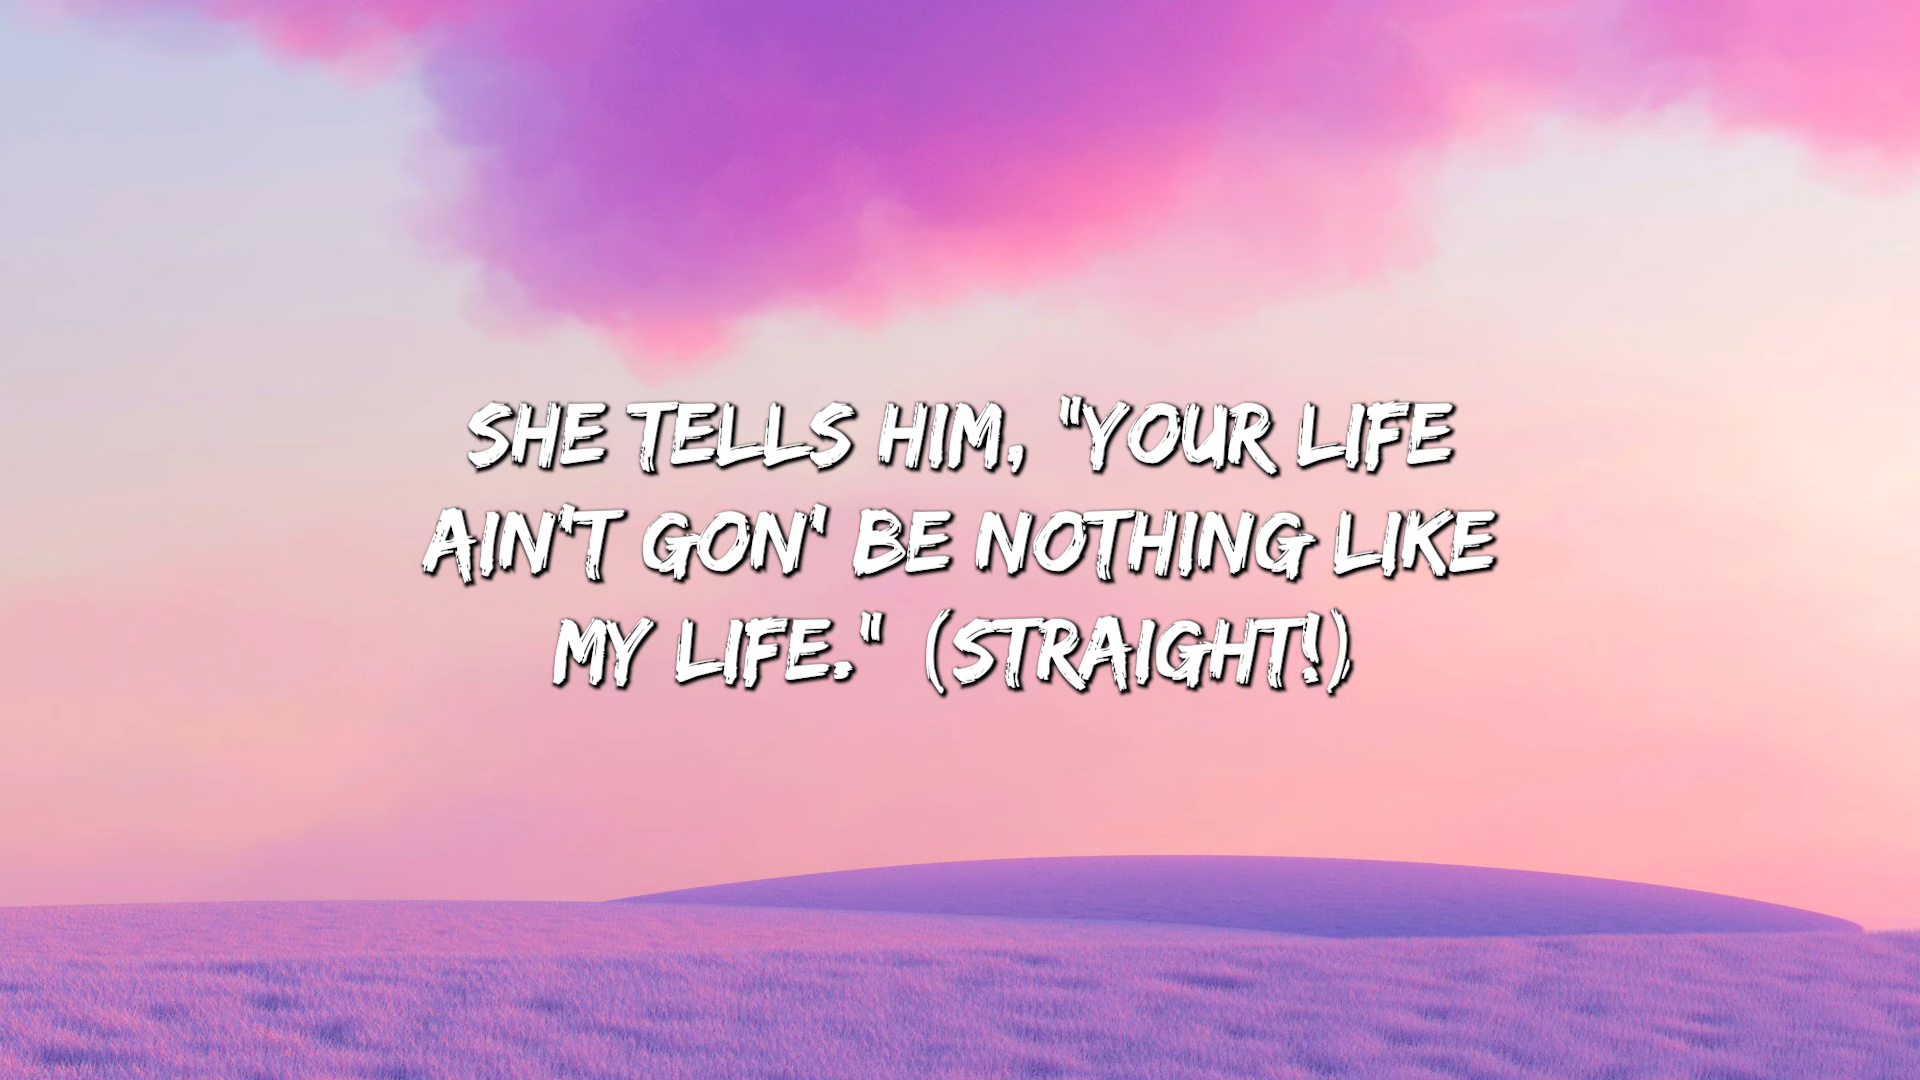 SHE TELLS HIM, "YOUR LIFE
AIN'T GON' BE NOTHING LIKE
MY LIFE." (STRAIGHT!)